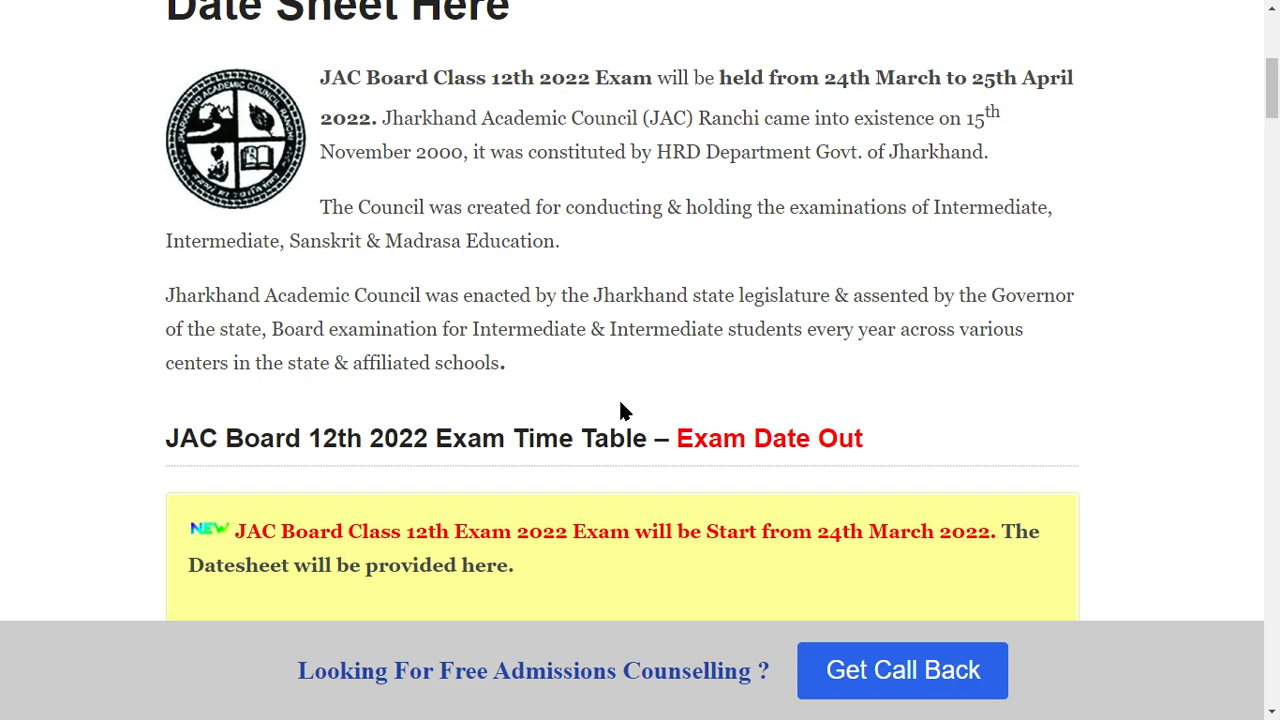 Date Sheet Here
JAC Board Class 12th 2022 Exam will be held from 24th March to 25th April
2022. Jharkhand Academic Council (JAC) Ranchi came into existence on 15th
November 2000, it was constituted by HRD Department Govt. of Jharkhand.
The Council was created for conducting & holding the examinations of Intermediate,
Intermediate, Sanskrit & Madrasa Education.
Jharkhand Academic Council was enacted by the Jharkhand state legislature & assented by the Governor
of the state, Board examination for Intermediate & Intermediate students every year across various
centers in the state & affiliated schools.
JAC Board 12th 2022 Exam Time Table – Exam Date Out
NEW JAC Board Class 12th Exam 2022 Exam will be Start from 24th March 2022. The
Datesheet will be provided here.
Looking For Free Admissions Counselling ?
Get Call Back